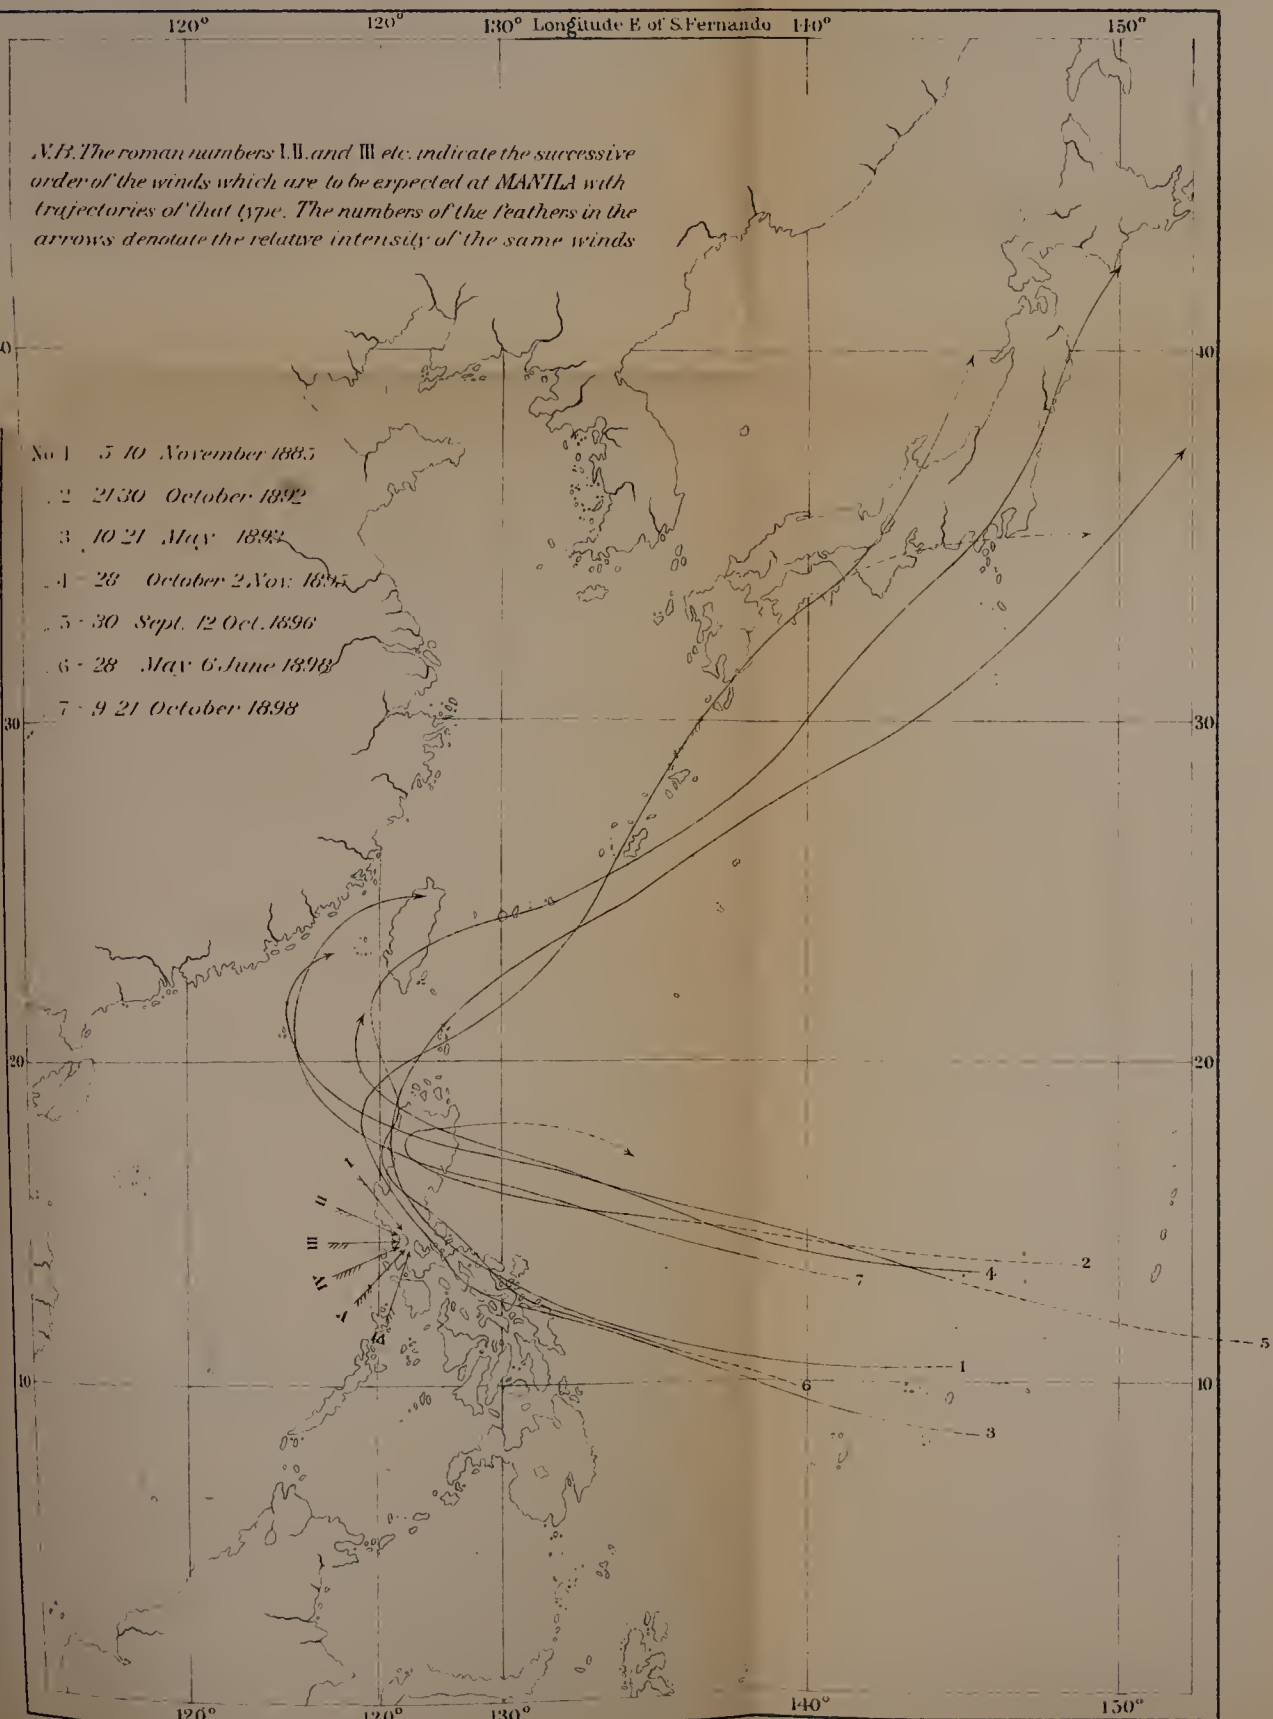 120° 120° 130° Longitude E of S.Fernando 140° 150°
N.B. The roman numbers I.II. and III etc. indicate the successive
order of the winds which are to be expected at MANILA with
trajectories of that type. The numbers of the feathers in the
arrows denotate the relative intensity of the same winds
40
No 1 5 10 November 1885
2 21 30 October 1892
3 10 21 May 1893
4 - 28 October 2 Nov. 1895
5 - 30 Sept. 12 Oct. 1896
6 - 28 May 6 June 1898
7 - 9 21 October 1898
30 30
20 20
I
II
III
IV
V
VI
2
4
7
5
1
6
3
10 10
120° 120° 130° 140° 150°